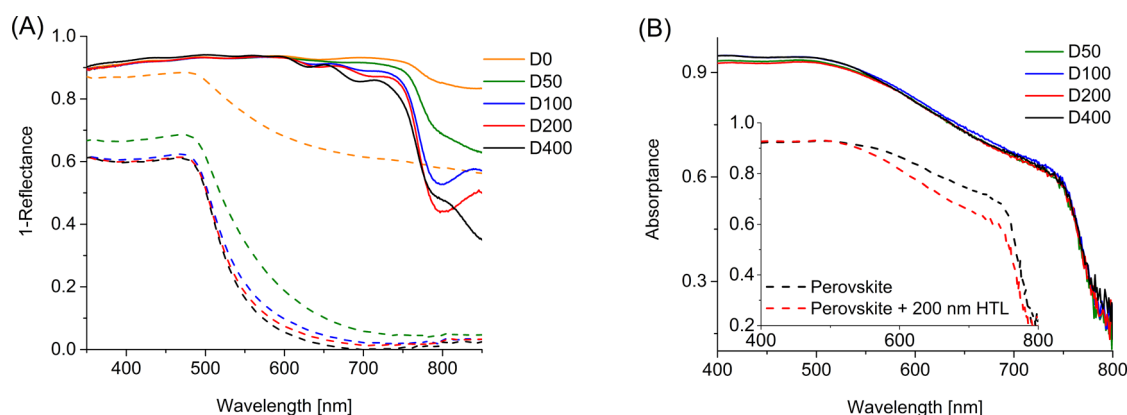 (A)
1.0
0.8
0.6
0.4
0.2
0.0
1-Reflectance
400 500 600 700 800
Wavelength [nm]
D0
D50
D100
D200
D400
(B)
0.9
0.6
0.3
Absorptance
400 500 600 700 800
Wavelength [nm]
D50
D100
D200
D400
1.0
0.8
0.6
0.4
0.2
400 600 800
Perovskite
Perovskite + 200 nm HTL